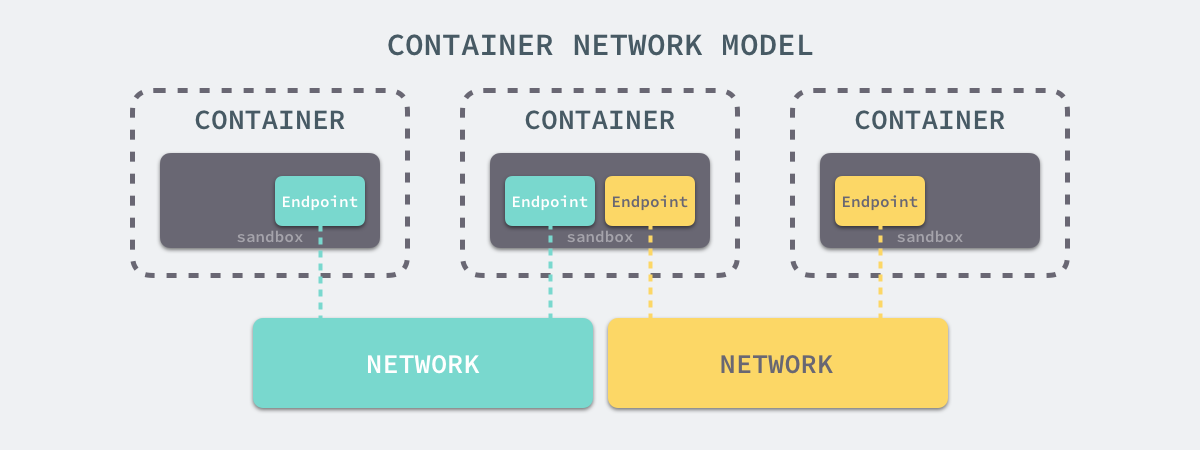 CONTAINER NETWORK MODEL
CONTAINER
Endpoint
sandbox
CONTAINER
Endpoint Endpoint
sandbox
CONTAINER
Endpoint
sandbox
NETWORK
NETWORK